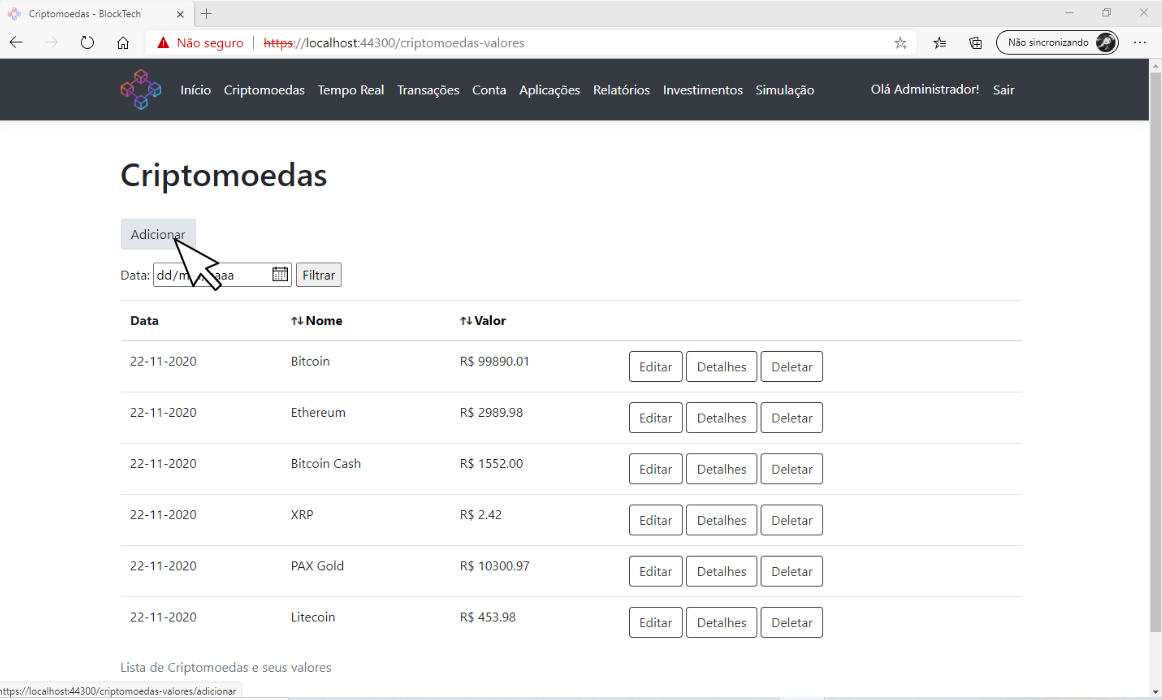 Criptomoedas - BlockTech
Não seguro https://localhost:44300/criptomoedas-valores Não sincronizando
Início Criptomoedas Tempo Real Transações Conta Aplicações Relatórios Investimentos Simulação Olá Administrador! Sair
Criptomoedas
Adicionar
Data: Filtrar
Data Nome Valor
22-11-2020 Bitcoin R$ 99890.01 Editar Detalhes Deletar
22-11-2020 Ethereum R$ 2989.98 Editar Detalhes Deletar
22-11-2020 Bitcoin Cash R$ 1552.00 Editar Detalhes Deletar
22-11-2020 XRP R$ 2.42 Editar Detalhes Deletar
22-11-2020 PAX Gold R$ 10300.97 Editar Detalhes Deletar
22-11-2020 Litecoin R$ 453.98 Editar Detalhes Deletar
Lista de Criptomoedas e seus valores
https://localhost:44300/criptomoedas-valores/adicionar